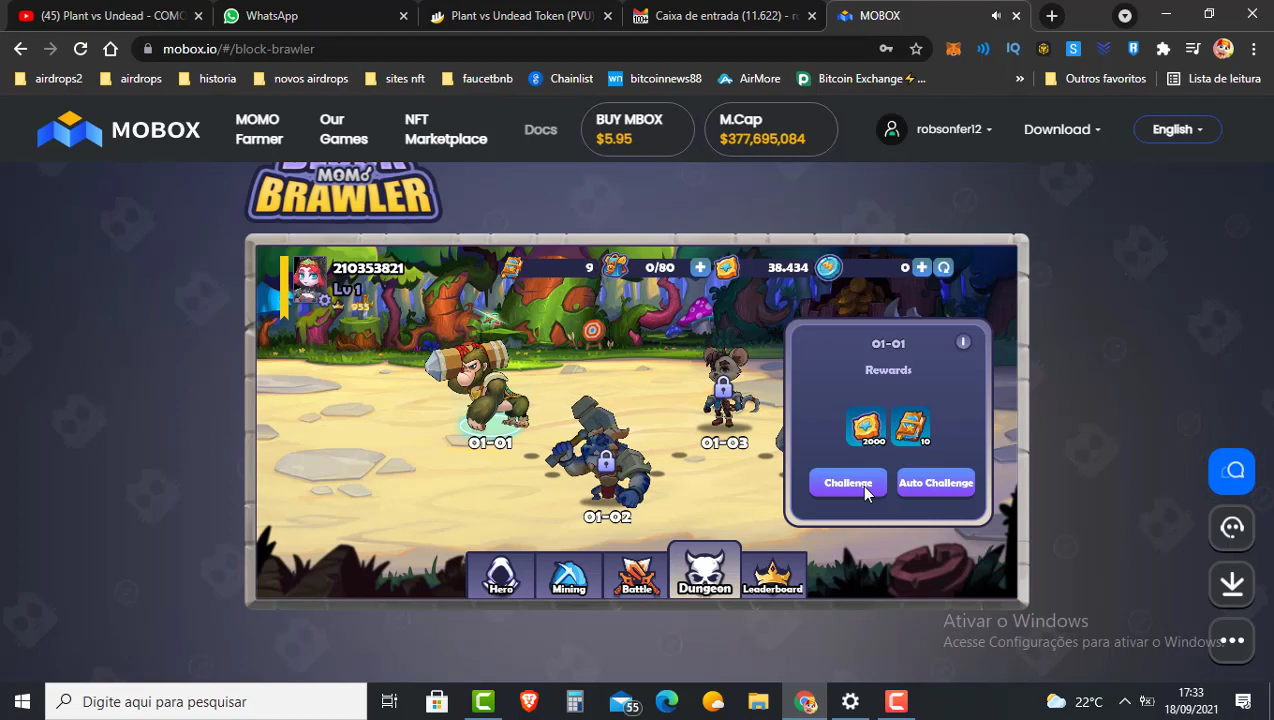 (45) Plant vs Undead - COMO
WhatsApp
Plant vs Undead Token (PVU)
Caixa de entrada (11.622) - ro
MOBOX
mobox.io/#/block-brawler
airdrops2
airdrops
historia
novos airdrops
sites nft
faucetbnb
Chainlist
bitcoinnews88
AirMore
Bitcoin Exchange⚡...
»
Outros favoritos
Lista de leitura
MOBOX
MOMO
Farmer
Our
Games
NFT
Marketplace
Docs
BUY MBOX
$5.95
M.Cap
$377,695,084
robsonfer12
Download
English
MOMO
BRAWLER
210353821
Lv 1
955
9
0/80
38.434
0
01-01
01-02
01-03
01-01
Rewards
2000
10
Challenge
Auto Challenge
Hero
Mining
Battle
Dungeon
Leaderboard
Ativar o Windows
Acesse Configurações para ativar o Windows.
Digite aqui para pesquisar
55
22°C
17:33
18/09/2021